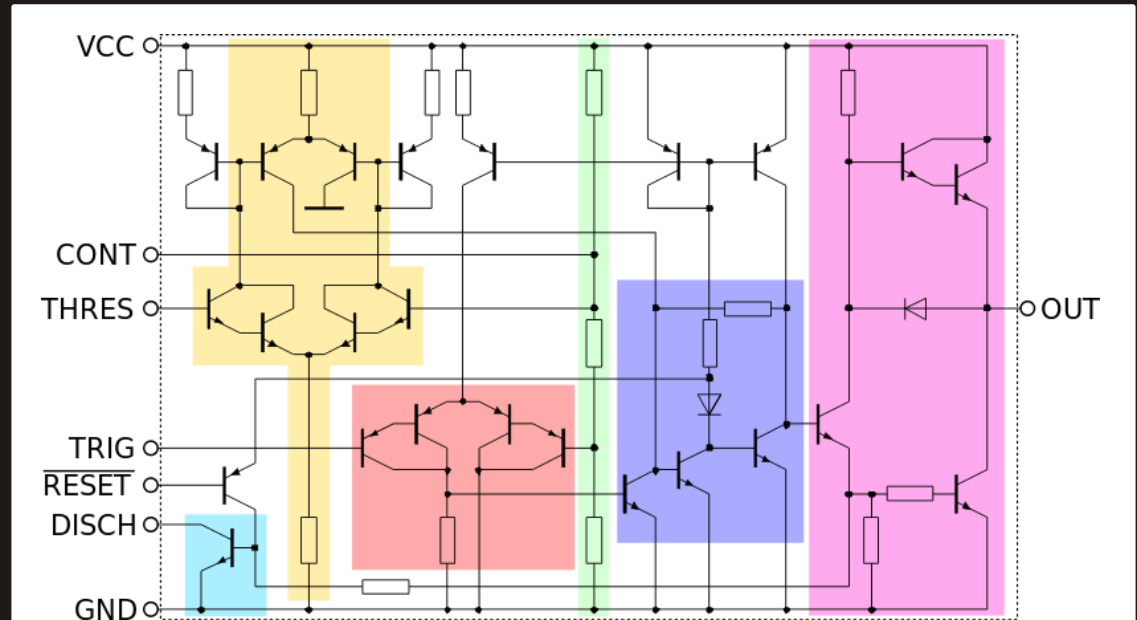 VCC
CONT
THRES
OUT
TRIG
RESET
DISCH
GND